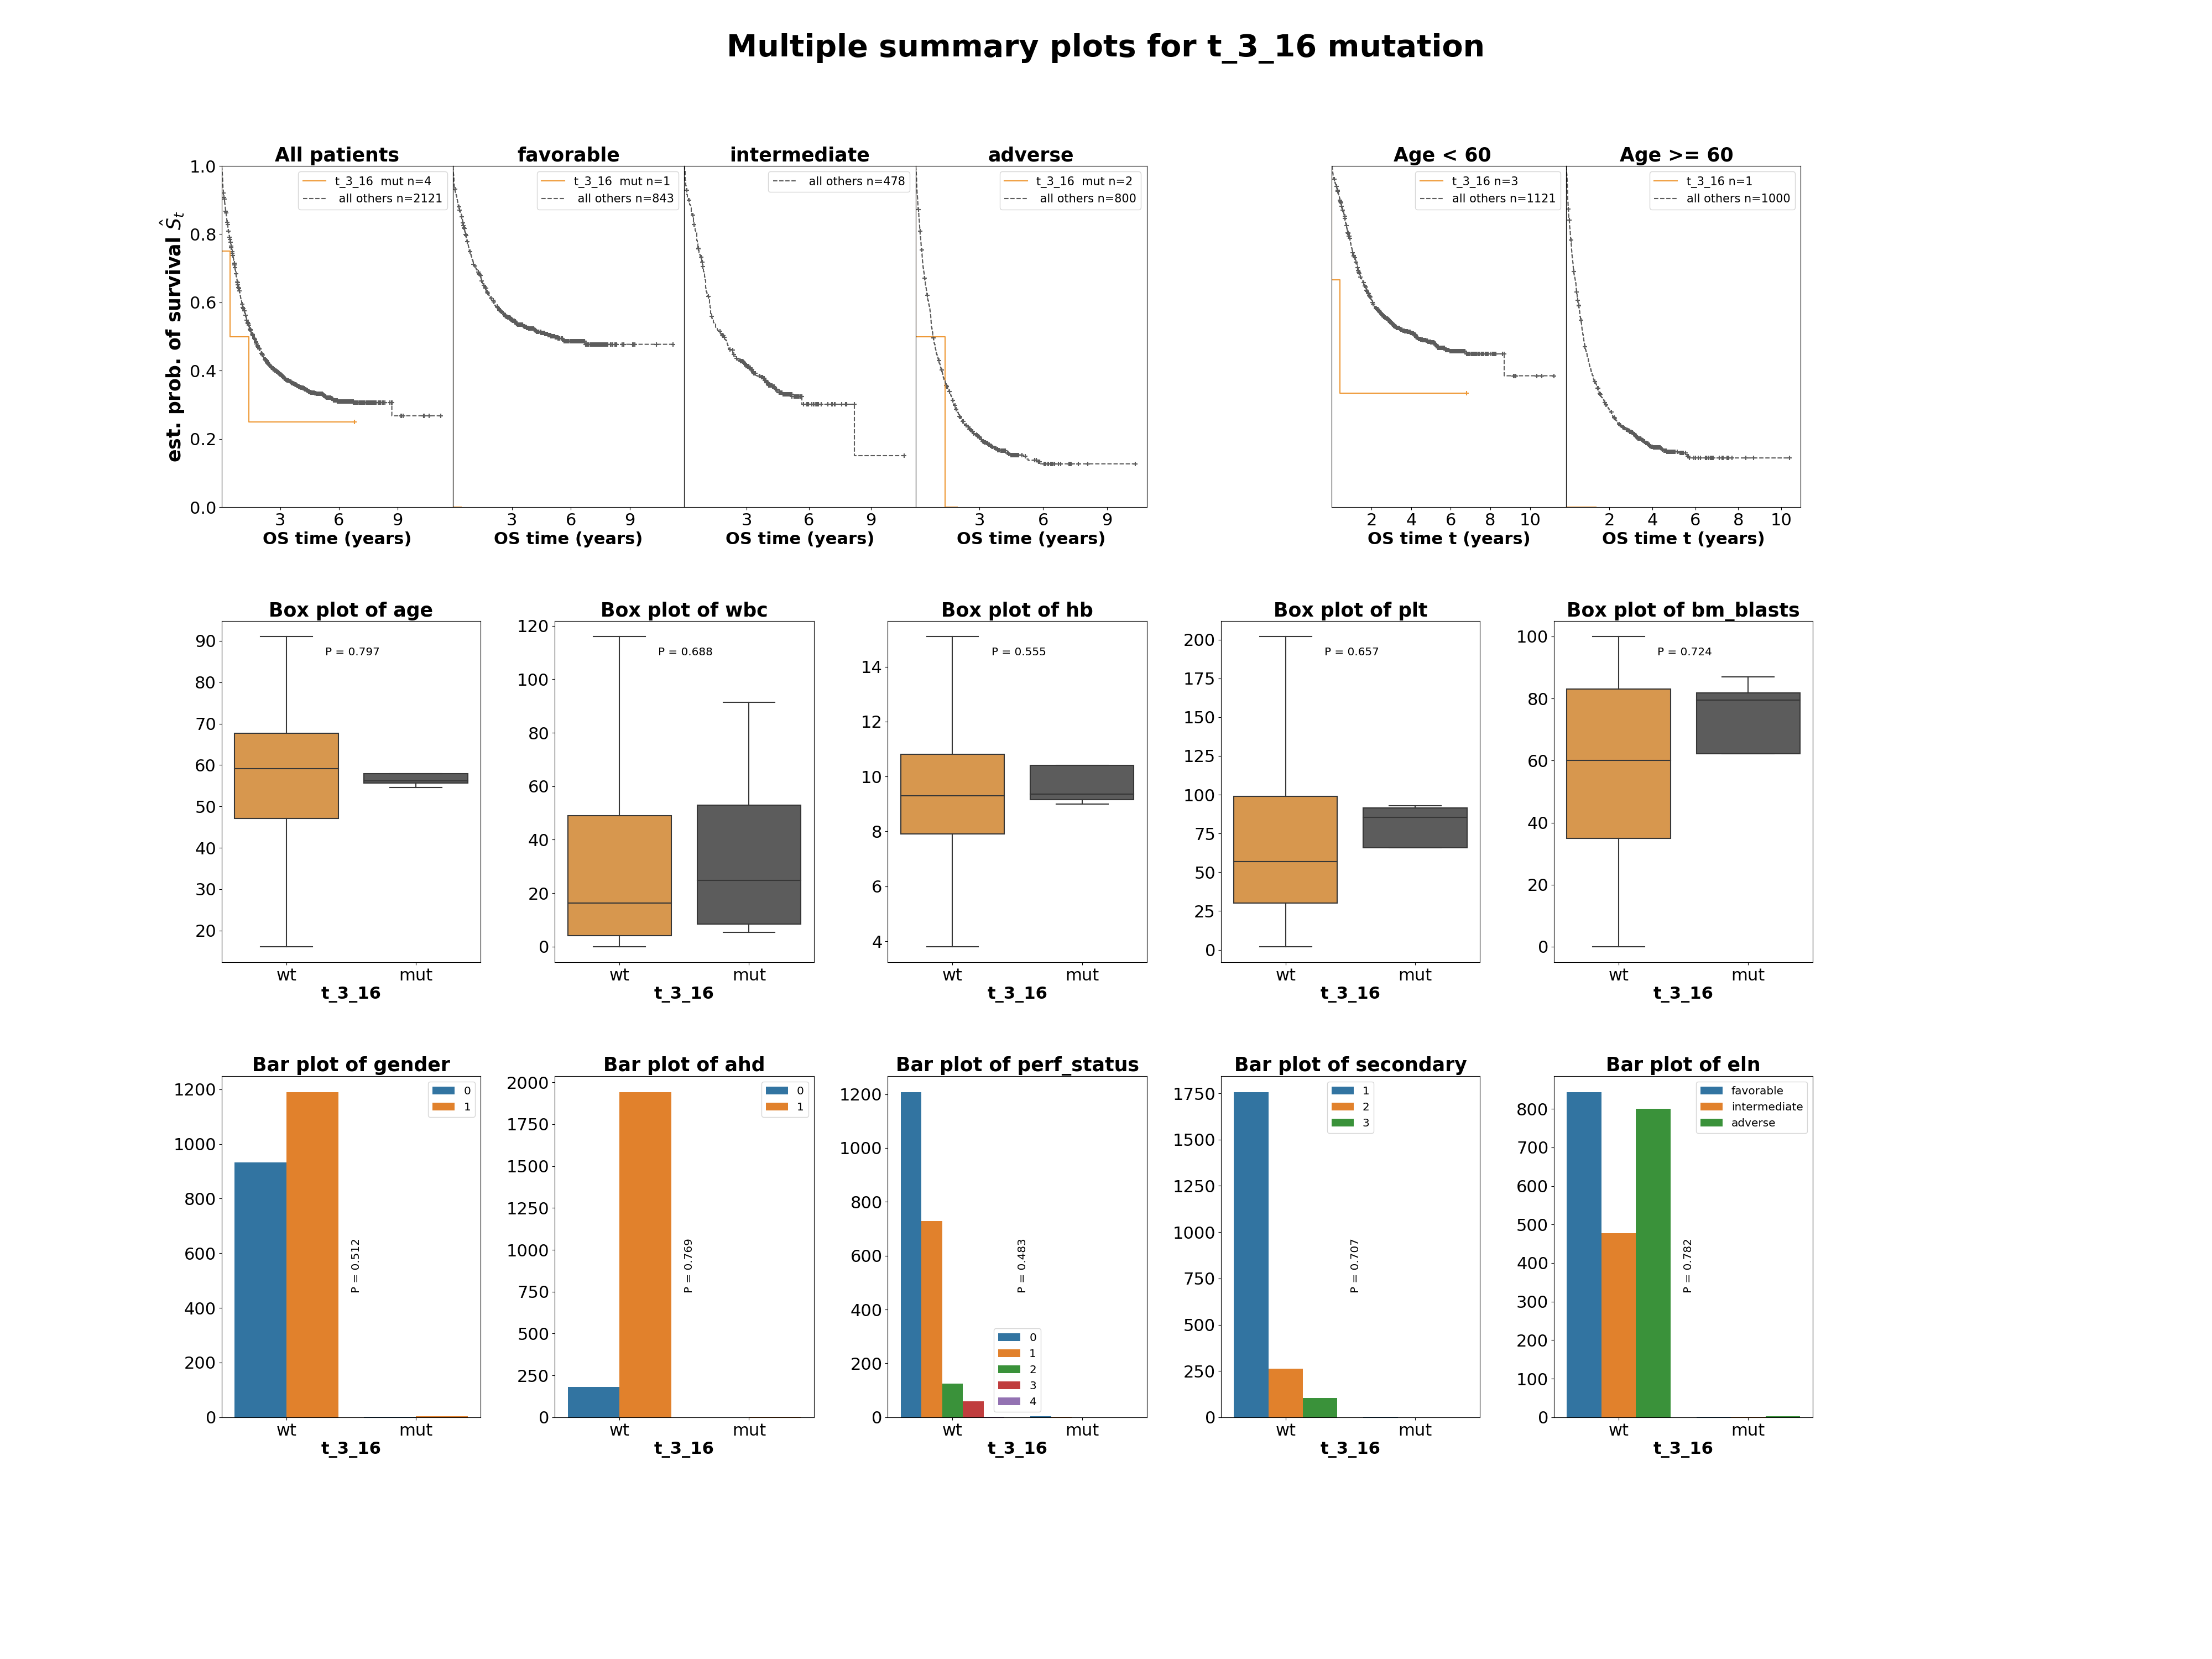 Multiple summary plots for t_3_16 mutation
All patients
favorable
intermediate
adverse
Age < 60
Age >= 60
est. prob. of survival Ŝt
1.0
0.8
0.6
0.4
0.2
0.0
t_3_16 mut n=4
all others n=2121
t_3_16 mut n=1
all others n=843
all others n=478
t_3_16 mut n=2
all others n=800
t_3_16 n=3
all others n=1121
t_3_16 n=1
all others n=1000
3 6 9
3 6 9
3 6 9
3 6 9
2 4 6 8 10
2 4 6 8 10
OS time (years)
OS time (years)
OS time (years)
OS time (years)
OS time t (years)
OS time t (years)
Box plot of age
P = 0.797
90
80
70
60
50
40
30
20
wt mut
t_3_16
Box plot of wbc
P = 0.688
120
100
80
60
40
20
0
wt mut
t_3_16
Box plot of hb
P = 0.555
14
12
10
8
6
4
wt mut
t_3_16
Box plot of plt
P = 0.657
200
175
150
125
100
75
50
25
0
wt mut
t_3_16
Box plot of bm_blasts
P = 0.724
100
80
60
40
20
0
wt mut
t_3_16
Bar plot of gender
0
1
P = 0.512
1200
1000
800
600
400
200
0
wt mut
t_3_16
Bar plot of ahd
0
1
P = 0.769
2000
1750
1500
1250
1000
750
500
250
0
wt mut
t_3_16
Bar plot of perf_status
P = 0.483
0
1
2
3
4
1200
1000
800
600
400
200
0
wt mut
t_3_16
Bar plot of secondary
1
2
3
P = 0.707
1750
1500
1250
1000
750
500
250
0
wt mut
t_3_16
Bar plot of eln
favorable
intermediate
adverse
P = 0.782
800
700
600
500
400
300
200
100
0
wt mut
t_3_16